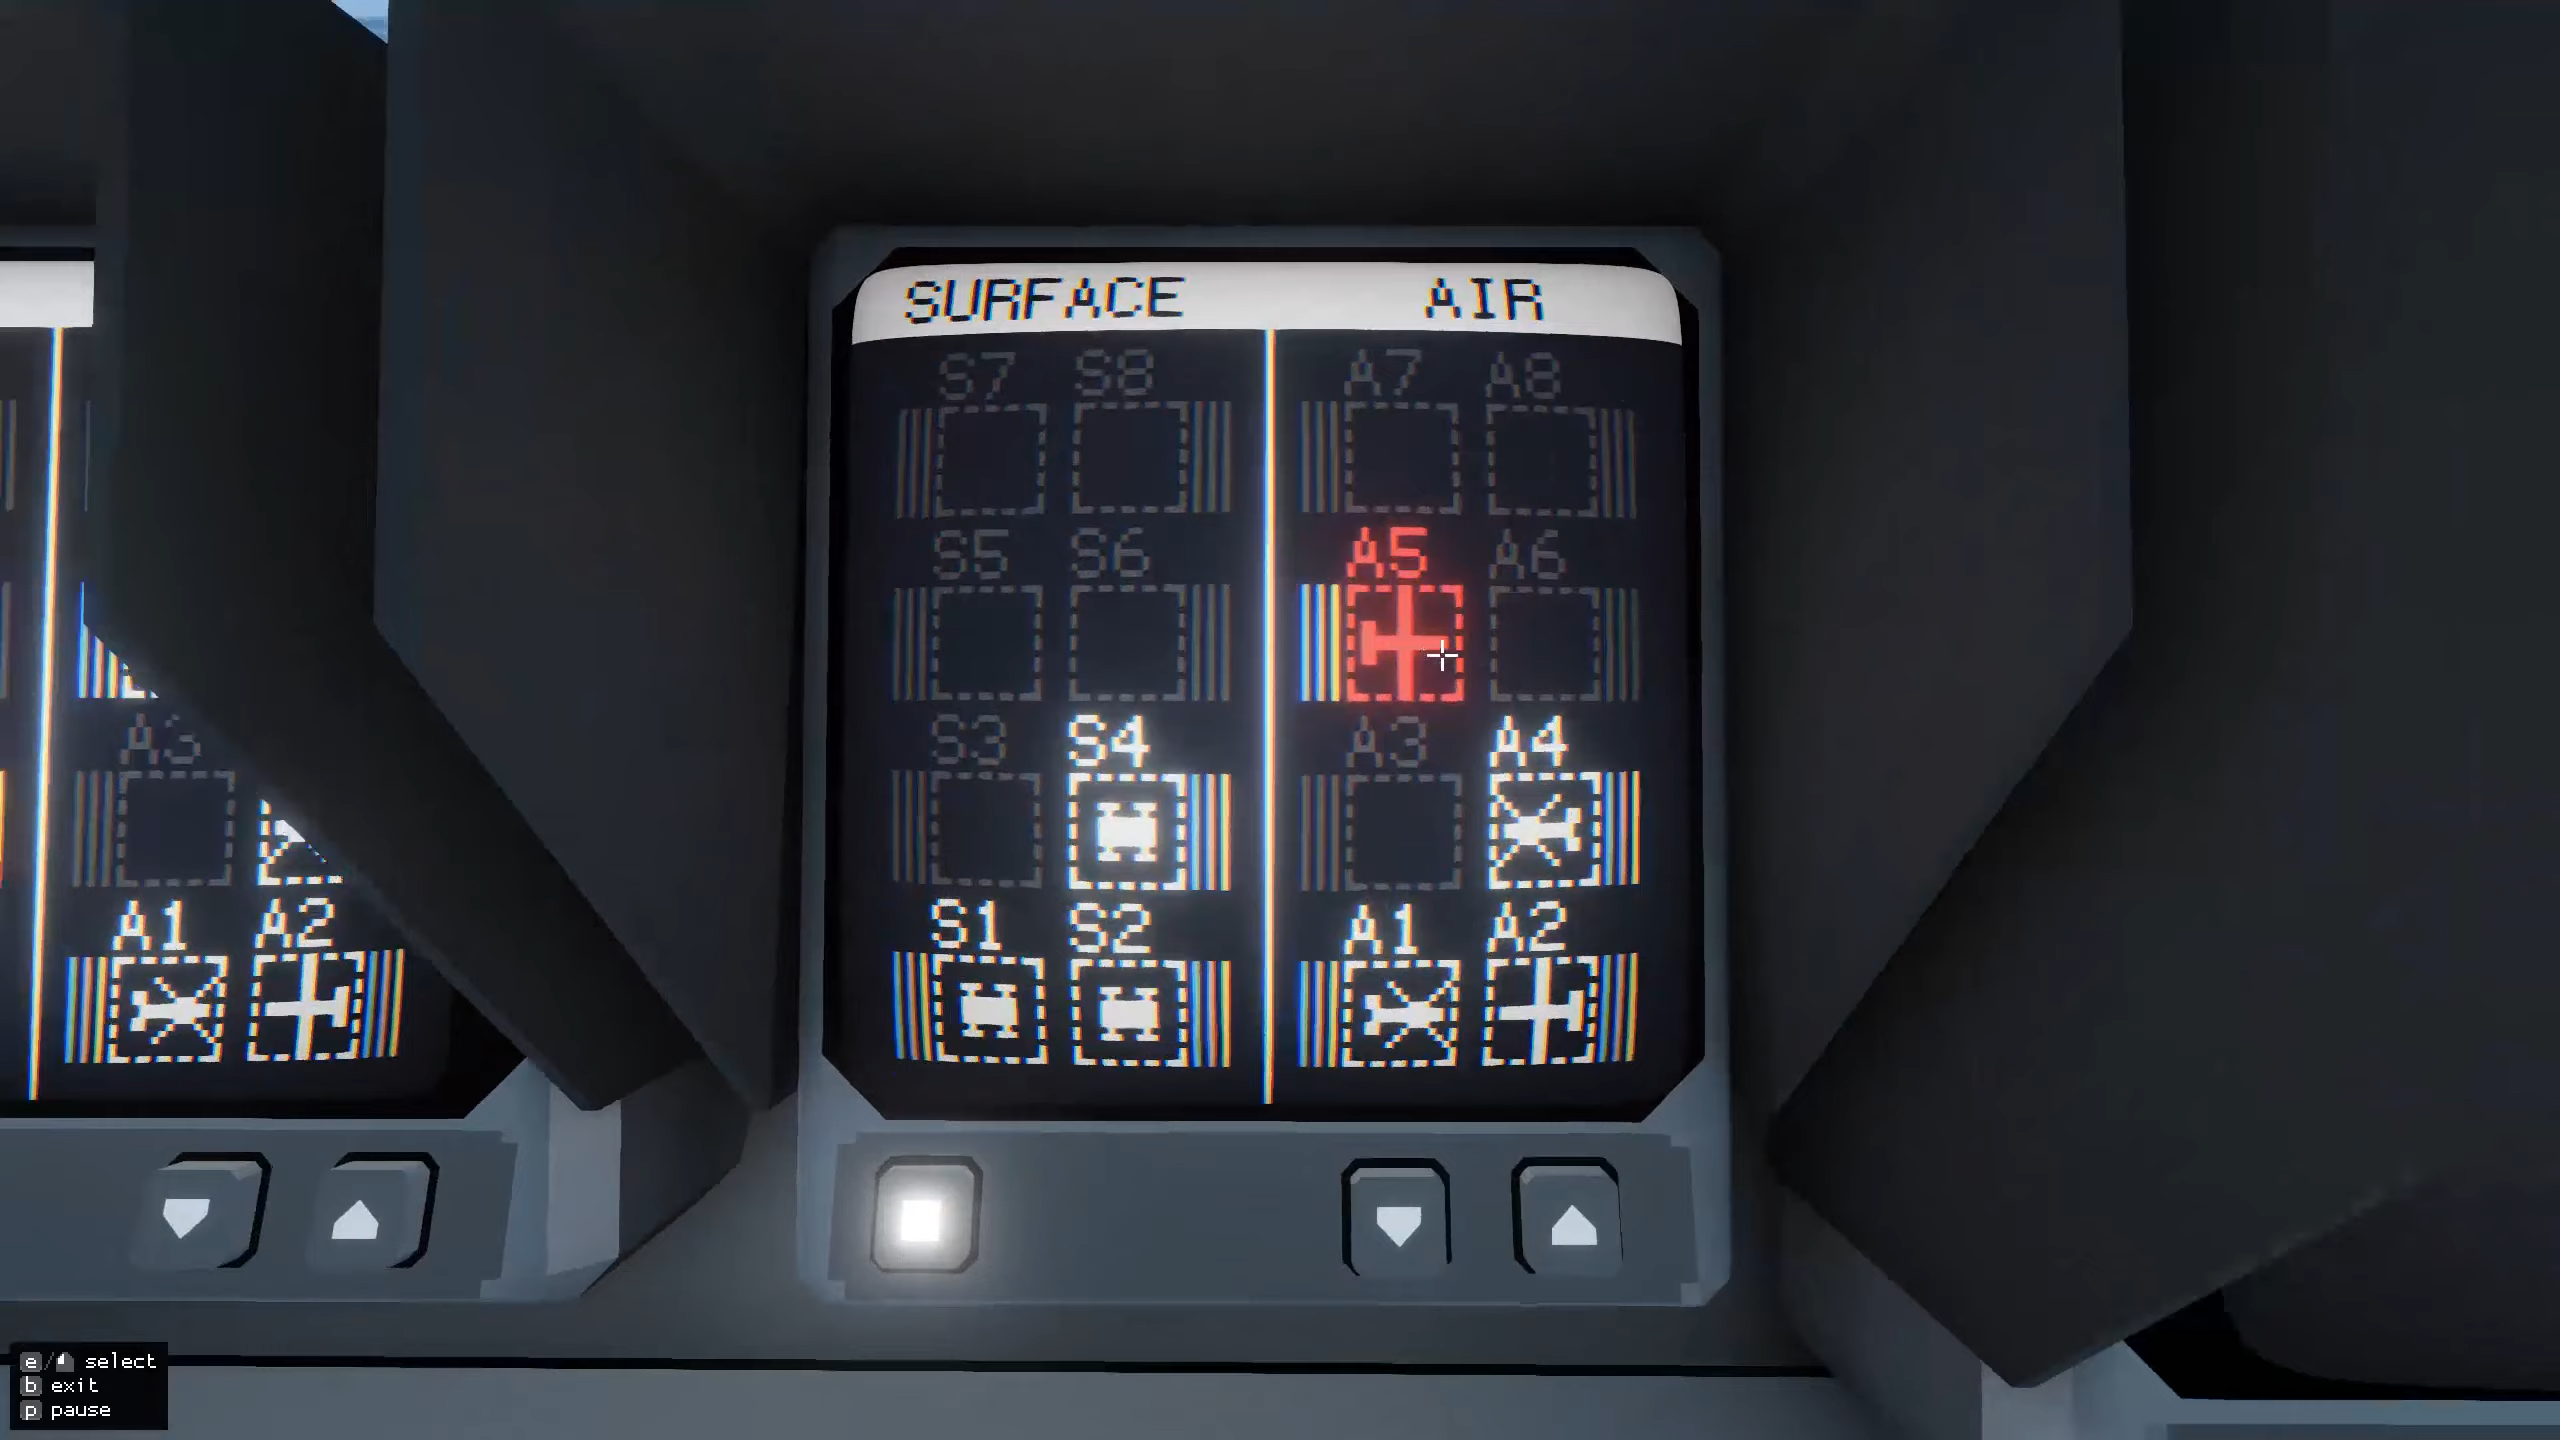 SURFACE AIR
S7 S8 A7 A8
S5 S6 A5 A6
S3 S4 A3 A4
S1 S2 A1 A2
A3
A1 A2
e/ select
b exit
p pause